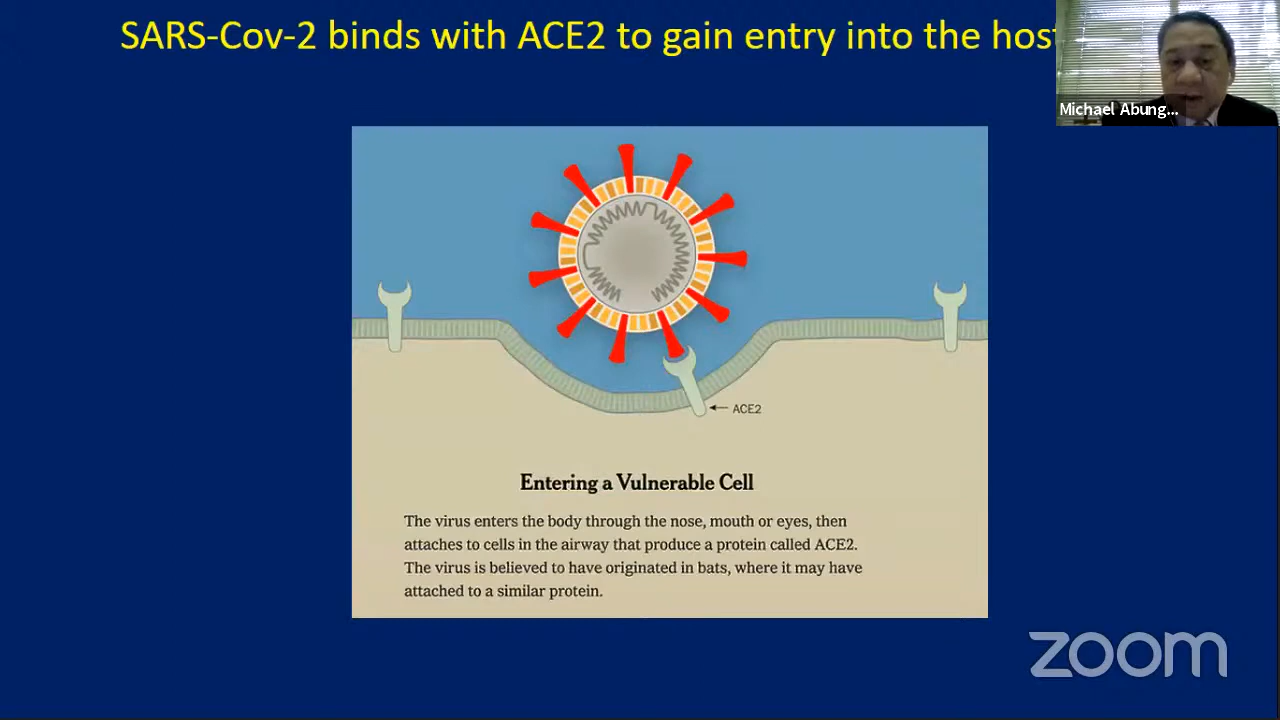 SARS-Cov-2 binds with ACE2 to gain entry into the host
Michael Abung...
ACE2
Entering a Vulnerable Cell
The virus enters the body through the nose, mouth or eyes, then
attaches to cells in the airway that produce a protein called ACE2.
The virus is believed to have originated in bats, where it may have
attached to a similar protein.
zoom